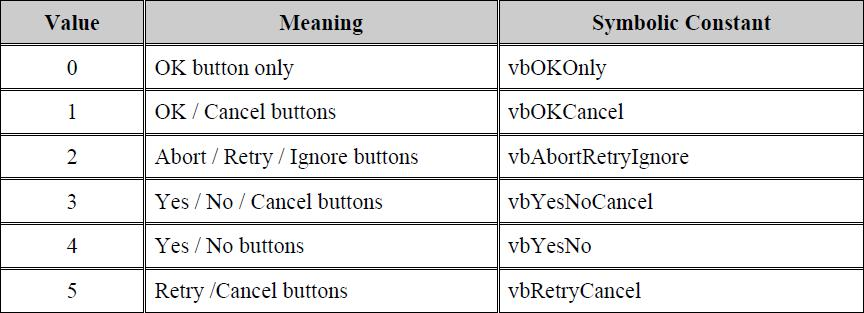 Value Meaning Symbolic Constant
0 OK button only vbOKOnly
1 OK / Cancel buttons vbOKCancel
2 Abort / Retry / Ignore buttons vbAbortRetryIgnore
3 Yes / No / Cancel buttons vbYesNoCancel
4 Yes / No buttons vbYesNo
5 Retry /Cancel buttons vbRetryCancel